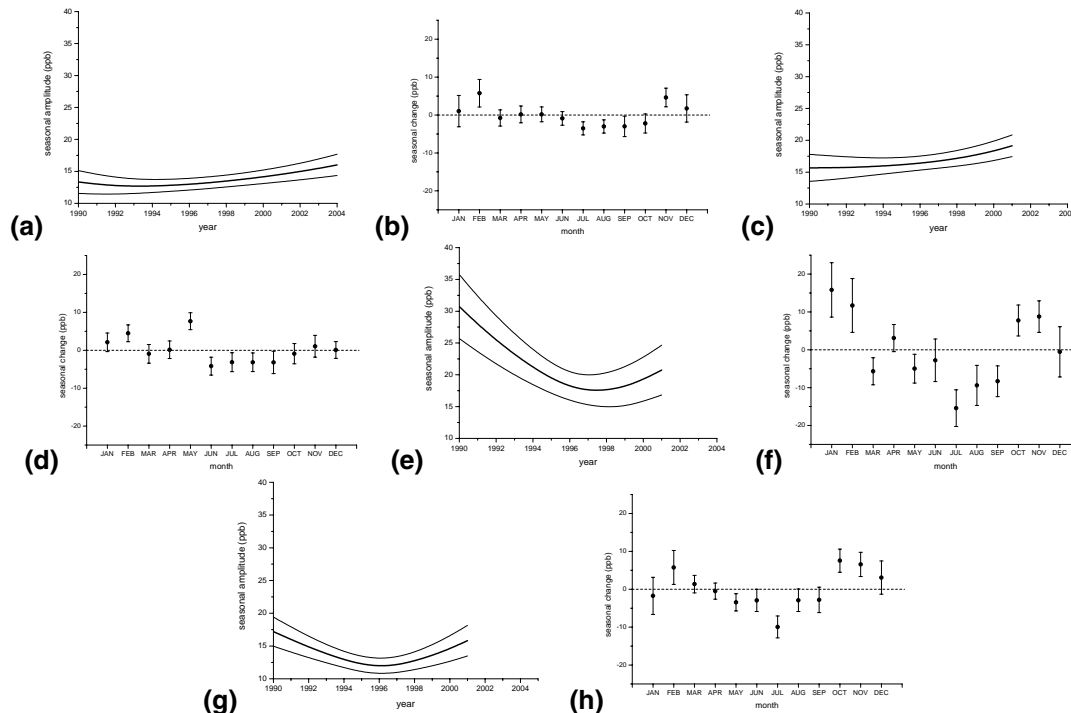 40
35
30
25
20
15
10
seasonal amplitude (ppb)
1990 1992 1994 1996 1998 2000 2002 2004
year
(a)
20
10
0
-10
-20
seasonal change (ppb)
JAN FEB MAR APR MAY JUN JUL AUG SEP OCT NOV DEC
month
(b)
40
35
30
25
20
15
10
seasonal amplitude (ppb)
1990 1992 1994 1996 1998 2000 2002 200
year
(c)
20
10
0
-10
-20
seasonal change (ppb)
JAN FEB MAR APR MAY JUN JUL AUG SEP OCT NOV DEC
month
(d)
40
35
30
25
20
15
10
seasonal amplitude (ppb)
1990 1992 1994 1996 1998 2000 2002 2004
year
(e)
20
10
0
-10
-20
seasonal change (ppb)
JAN FEB MAR APR MAY JUN JUL AUG SEP OCT NOV DEC
month
(f)
40
35
30
25
20
15
10
seasonal amplitude (ppb)
1990 1992 1994 1996 1998 2000 2002 2004
year
(g)
20
10
0
-10
-20
seasonal change (ppb)
JAN FEB MAR APR MAY JUN JUL AUG SEP OCT NOV DEC
month
(h)